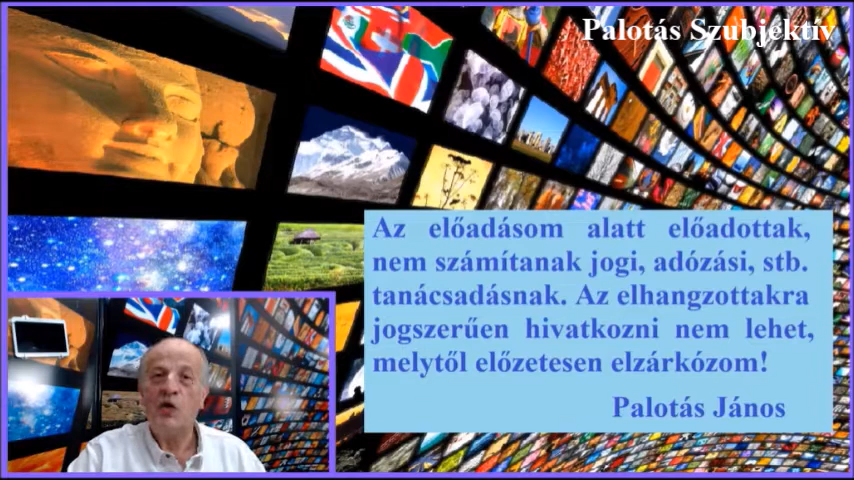 Palotás Szubjektív
Az előadásom alatt előadottak,
nem számítanak jogi, adózási, stb.
tanácsadásnak. Az elhangzottakra
jogszerűen hivatkozni nem lehet,
melytől előzetesen elzárkózom!
Palotás János